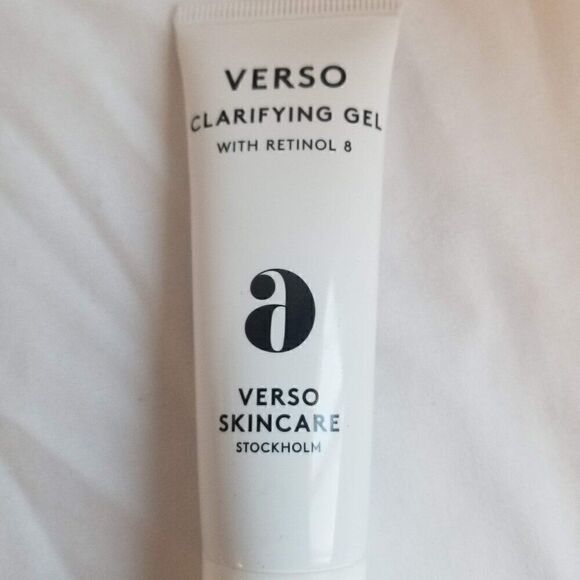 VERSO
CLARIFYING GEL
WITH RETINOL 8
a
VERSO
SKINCARE
STOCKHOLM